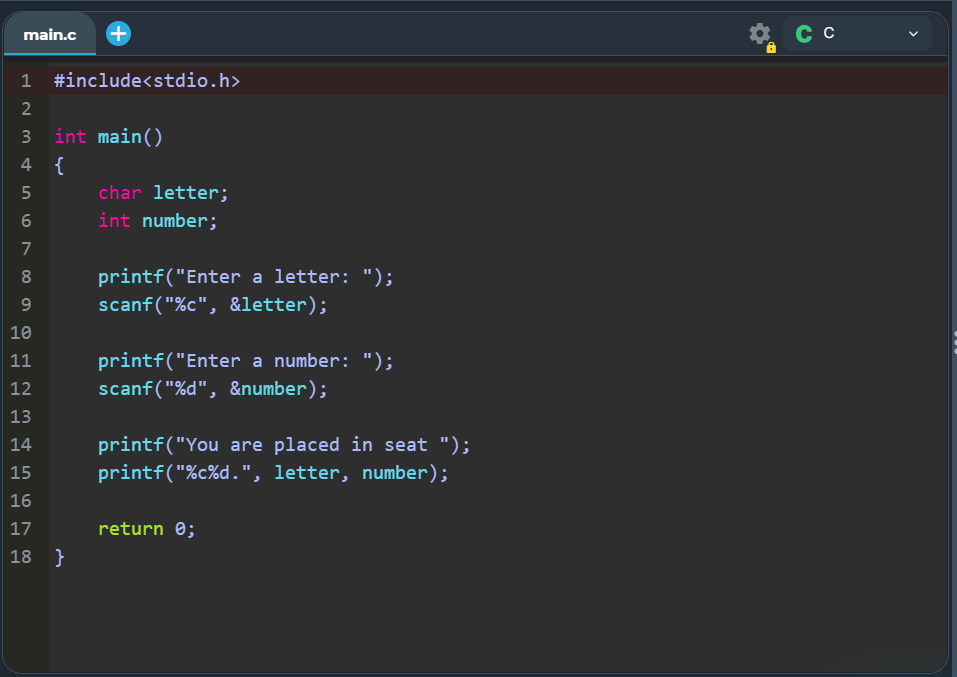 main.c
C C
1 #include<stdio.h>
2
3 int main()
4 {
5     char letter;
6     int number;
7
8     printf("Enter a letter: ");
9     scanf("%c", &letter);
10
11     printf("Enter a number: ");
12     scanf("%d", &number);
13
14     printf("You are placed in seat ");
15     printf("%c%d.", letter, number);
16
17     return 0;
18 }